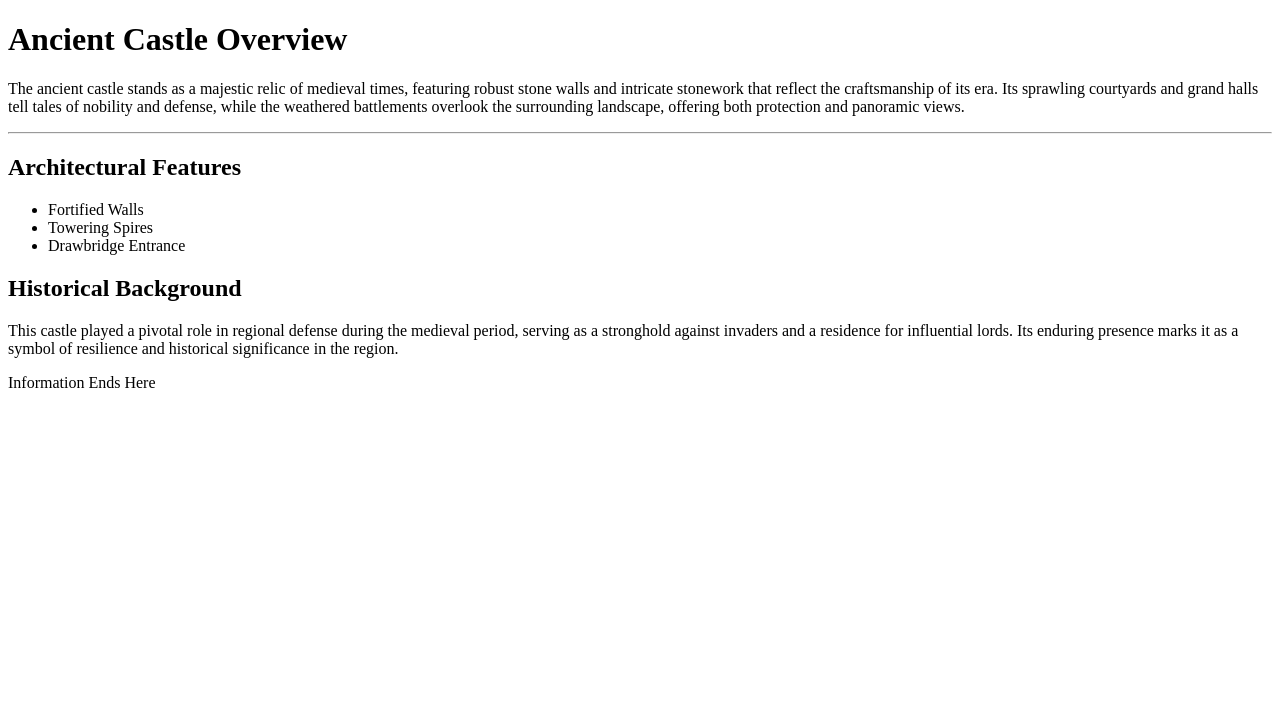 Ancient Castle Overview
The ancient castle stands as a majestic relic of medieval times, featuring robust stone walls and intricate stonework that reflect the craftsmanship of its era. Its sprawling courtyards and grand halls
tell tales of nobility and defense, while the weathered battlements overlook the surrounding landscape, offering both protection and panoramic views.
Architectural Features
• Fortified Walls
• Towering Spires
• Drawbridge Entrance
Historical Background
This castle played a pivotal role in regional defense during the medieval period, serving as a stronghold against invaders and a residence for influential lords. Its enduring presence marks it as a
symbol of resilience and historical significance in the region.
Information Ends Here